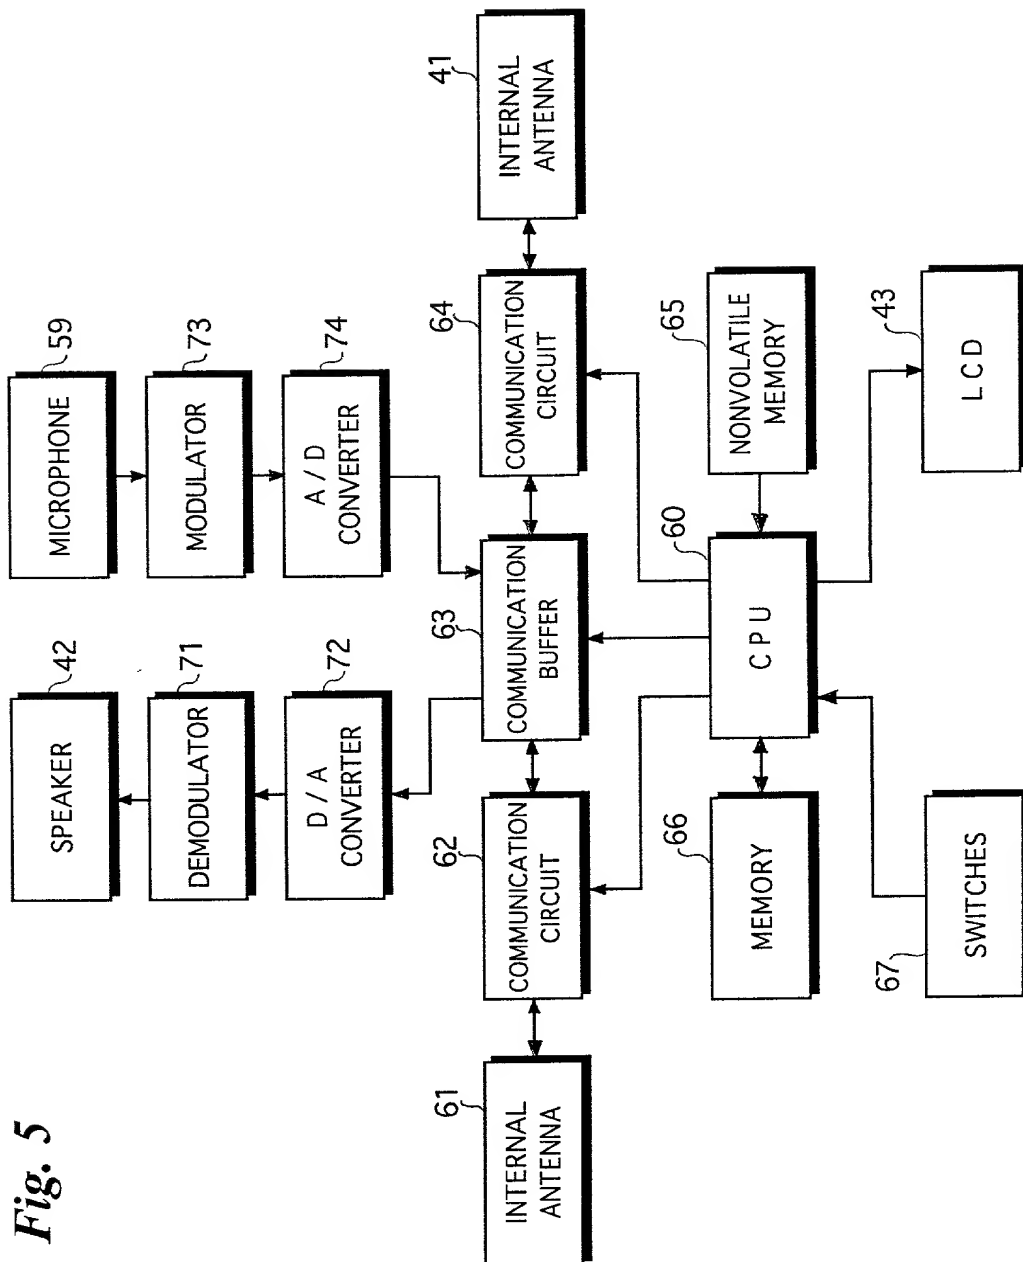 Fig. 5
SPEAKER
42
DEMODULATOR
71
D / A
CONVERTER
72
MICROPHONE
59
MODULATOR
73
A / D
CONVERTER
74
INTERNAL
ANTENNA
61
COMMUNICATION
CIRCUIT
62
COMMUNICATION
BUFFER
63
COMMUNICATION
CIRCUIT
64
INTERNAL
ANTENNA
41
MEMORY
66
CPU
60
NONVOLATILE
MEMORY
65
SWITCHES
67
LCD
43